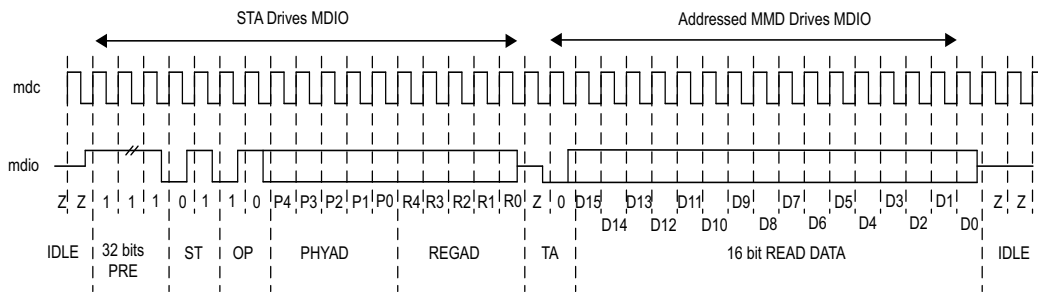 STA Drives MDIO Addressed MMD Drives MDIO
mdc
mdio
Z Z 1 1 1 0 1 1 0 P4 P3 P2 P1 P0 R4 R3 R2 R1 R0 Z 0 D15 D13 D11 D9 D7 D5 D3 D1 Z Z
D14 D12 D10 D8 D6 D4 D2 D0
IDLE 32 bits ST OP PHYAD REGAD TA 16 bit READ DATA IDLE
PRE